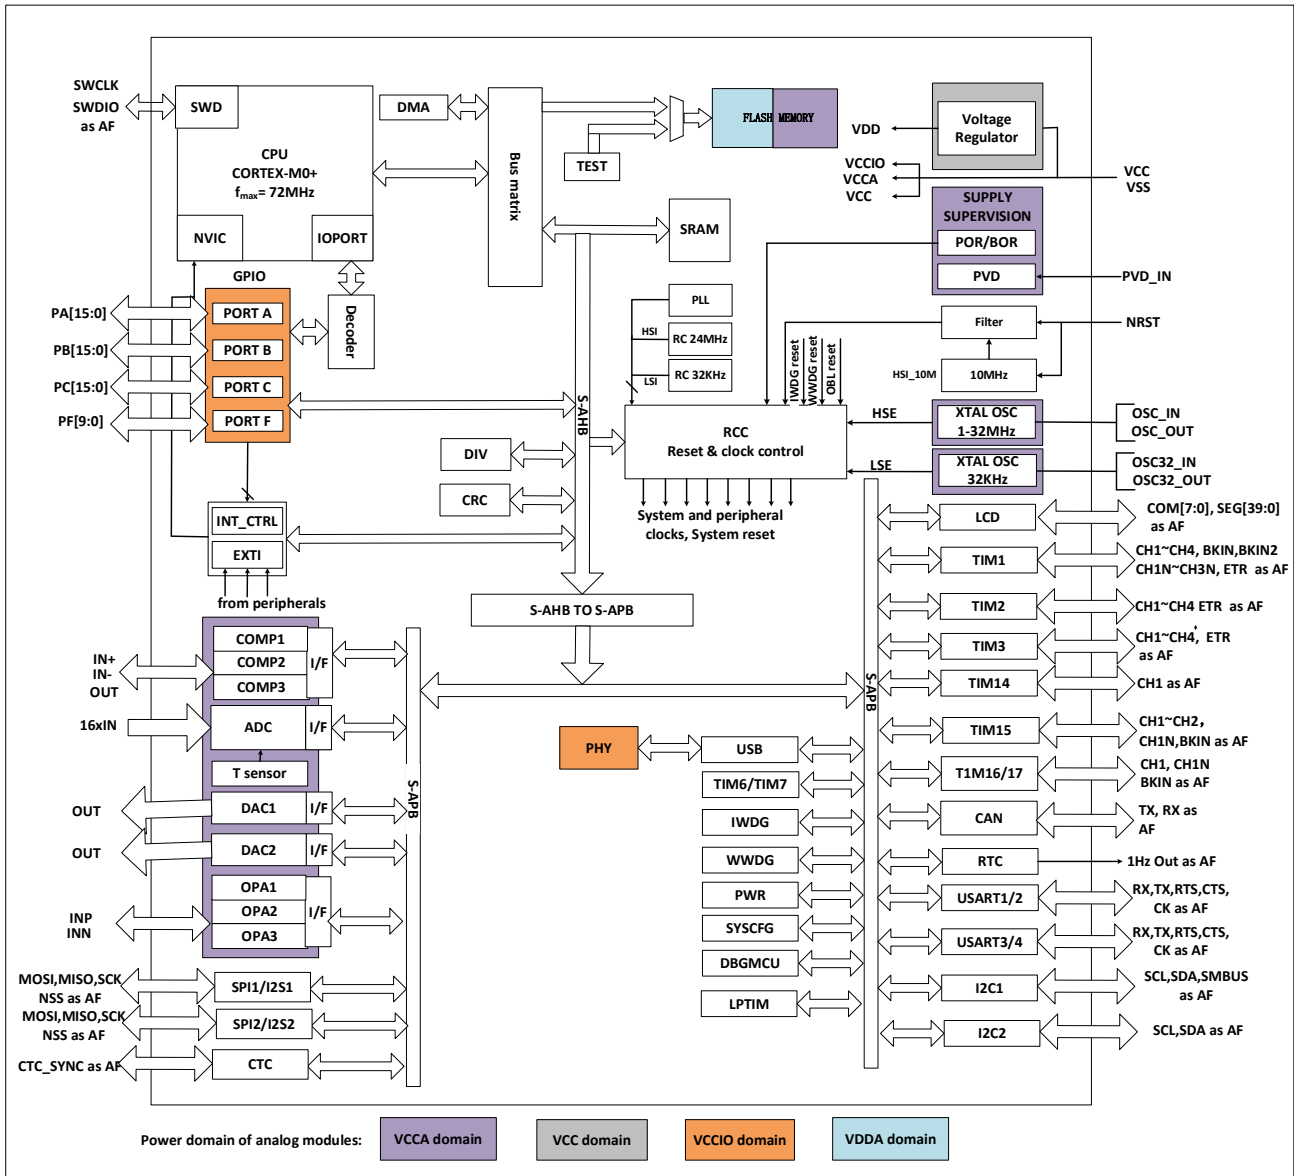 SWCLK
SWDIO
as AF
SWD
CPU
CORTEX-M0+
fmax= 72MHz
NVIC
IOPORT
DMA
Bus matrix
TEST
FLASH MEMORY
SRAM
Voltage
Regulator
VDD
VCCIO
VCCA
VCC
VCC
VSS
SUPPLY
SUPERVISION
POR/BOR
PVD
PVD_IN
GPIO
PA[15:0]
PORT A
PB[15:0]
PORT B
PC[15:0]
PORT C
PF[9:0]
PORT F
Decoder
PLL
HSI
RC 24MHz
LSI
RC 32KHz
IWDG reset
WWDG reset
OBL reset
Filter
NRST
HSI_10M
10MHz
S-AHB
RCC
Reset & clock control
HSE
XTAL OSC
1-32MHz
OSC_IN
OSC_OUT
LSE
XTAL OSC
32KHz
OSC32_IN
OSC32_OUT
DIV
CRC
System and peripheral
clocks, System reset
INT_CTRL
EXTI
from peripherals
S-AHB TO S-APB
IN+
IN-
OUT
COMP1
COMP2
COMP3
I/F
16xIN
ADC
I/F
T sensor
OUT
DAC1
I/F
OUT
DAC2
I/F
INP
INN
OPA1
OPA2
OPA3
I/F
MOSI,MISO,SCK
NSS as AF
SPI1/I2S1
MOSI,MISO,SCK
NSS as AF
SPI2/I2S2
CTC_SYNC as AF
CTC
S-APB
PHY
USB
TIM6/TIM7
IWDG
WWDG
PWR
SYSCFG
DBGMCU
LPTIM
S-APB
LCD
COM[7:0], SEG[39:0]
as AF
TIM1
CH1~CH4, BKIN,BKIN2
CH1N~CH3N, ETR as AF
TIM2
CH1~CH4 ETR as AF
TIM3
CH1~CH4, ETR
as AF
TIM14
CH1 as AF
TIM15
CH1~CH2,
CH1N,BKIN as AF
T1M16/17
CH1, CH1N
BKIN as AF
CAN
TX, RX as
AF
RTC
1Hz Out as AF
USART1/2
RX,TX,RTS,CTS,
CK as AF
USART3/4
RX,TX,RTS,CTS,
CK as AF
I2C1
SCL,SDA,SMBUS
as AF
I2C2
SCL,SDA as AF
Power domain of analog modules:
VCCA domain
VCC domain
VCCIO domain
VDDA domain